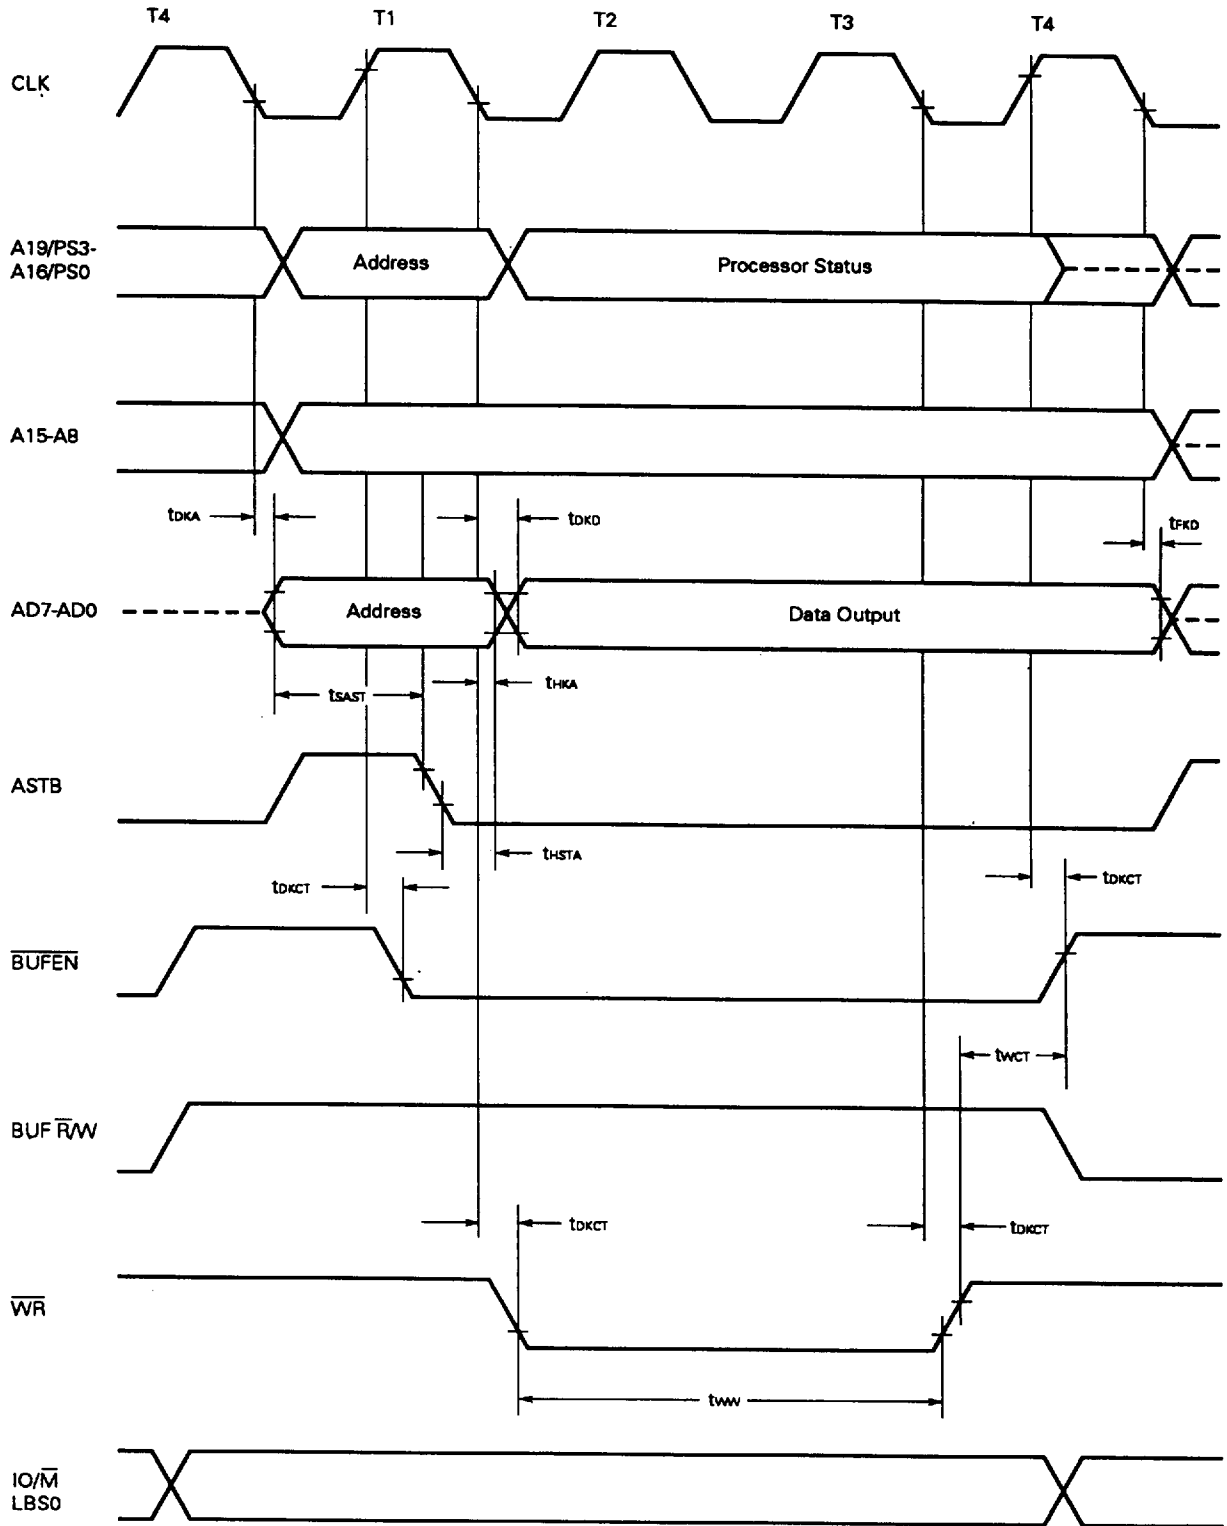 T4 T1 T2 T3 T4
CLK
A19/PS3-
A16/PS0
Address
Processor Status
A15-A8
tDKA
tDKD
tFKD
AD7-AD0
Address
Data Output
tSAST
tHKA
ASTB
tHSTA
tDKCT
tDKCT
BUFEN
tWCT
BUF R/W
tDKCT
tDKCT
WR
tWW
IO/M
LBS0